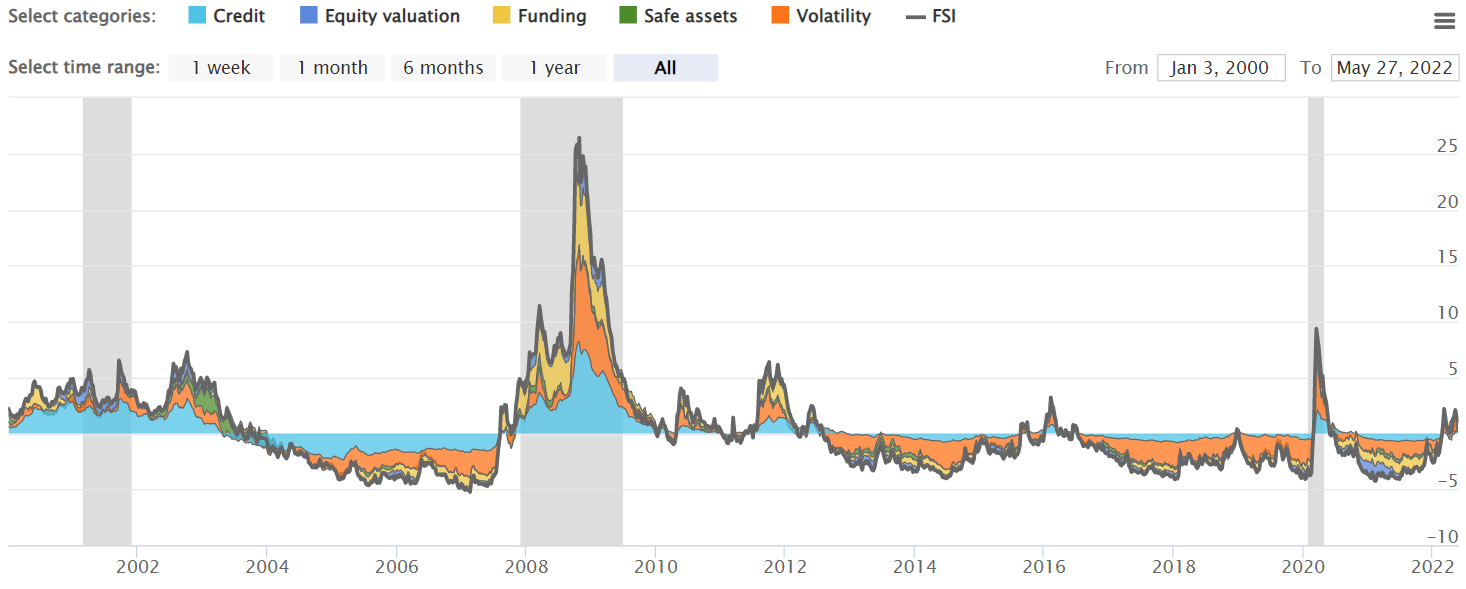 Select categories: Credit Equity valuation Funding Safe assets Volatility FSI
Select time range: 1 week 1 month 6 months 1 year All From Jan 3, 2000 To May 27, 2022
25
20
15
10
5
0
−5
−10
2002 2004 2006 2008 2010 2012 2014 2016 2018 2020 2022